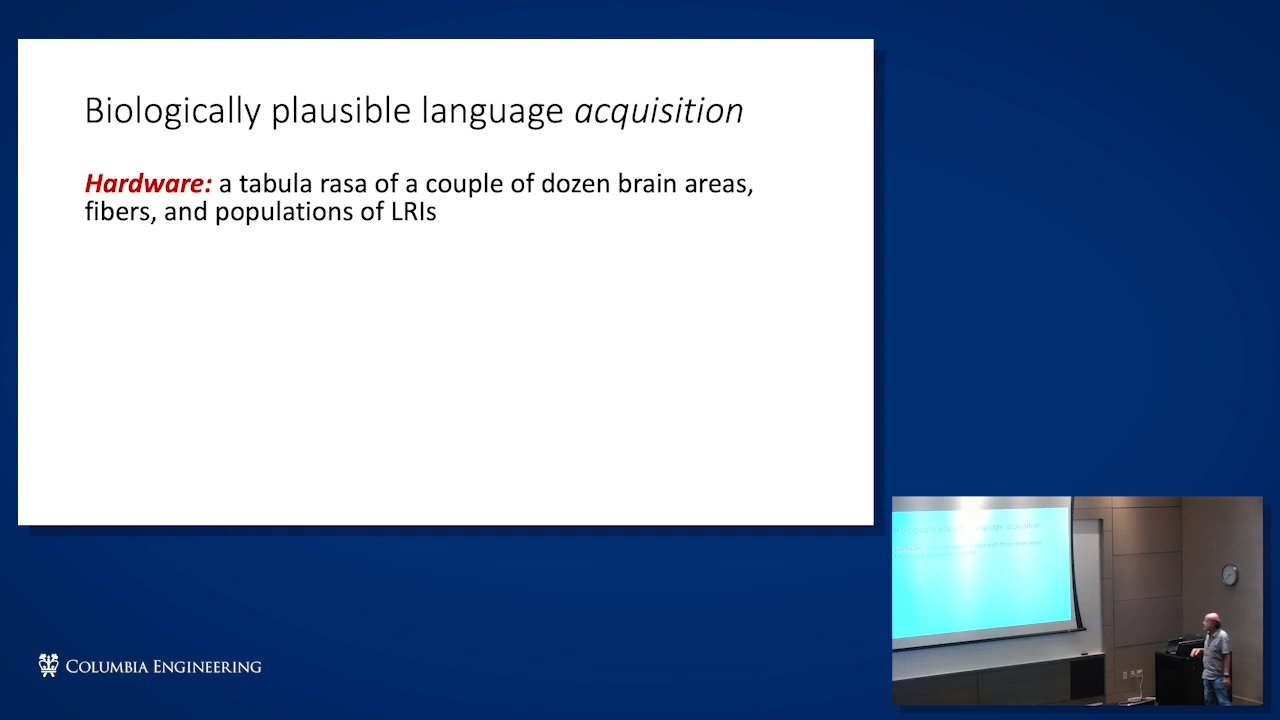 Biologically plausible language acquisition
Hardware: a tabula rasa of a couple of dozen brain areas,
fibers, and populations of LRIs
COLUMBIA ENGINEERING